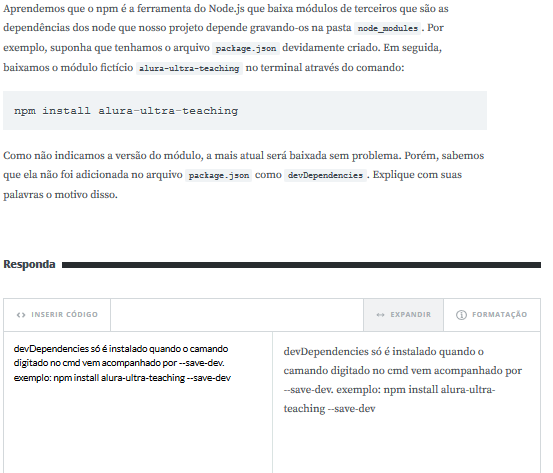 Aprendemos que o npm é a ferramenta do Node.js que baixa módulos de terceiros que são as
dependências dos node que nosso projeto depende gravando-os na pasta node_modules . Por
exemplo, suponha que tenhamos o arquivo package.json devidamente criado. Em seguida,
baixamos o módulo fictício alura-ultra-teaching no terminal através do comando:
npm install alura-ultra-teaching
Como não indicamos a versão do módulo, a mais atual será baixada sem problema. Porém, sabemos
que ela não foi adicionada no arquivo package.json como devDependencies . Explique com suas
palavras o motivo disso.
Responda
<> INSERIR CÓDIGO
↔ EXPANDIR
FORMATAÇÃO
devDependencies só é instalado quando o camando
digitado no cmd vem acompanhado por --save-dev.
exemplo: npm install alura-ultra-teaching --save-dev
devDependencies só é instalado quando o
camando digitado no cmd vem acompanhado por
--save-dev. exemplo: npm install alura-ultra-
teaching --save-dev